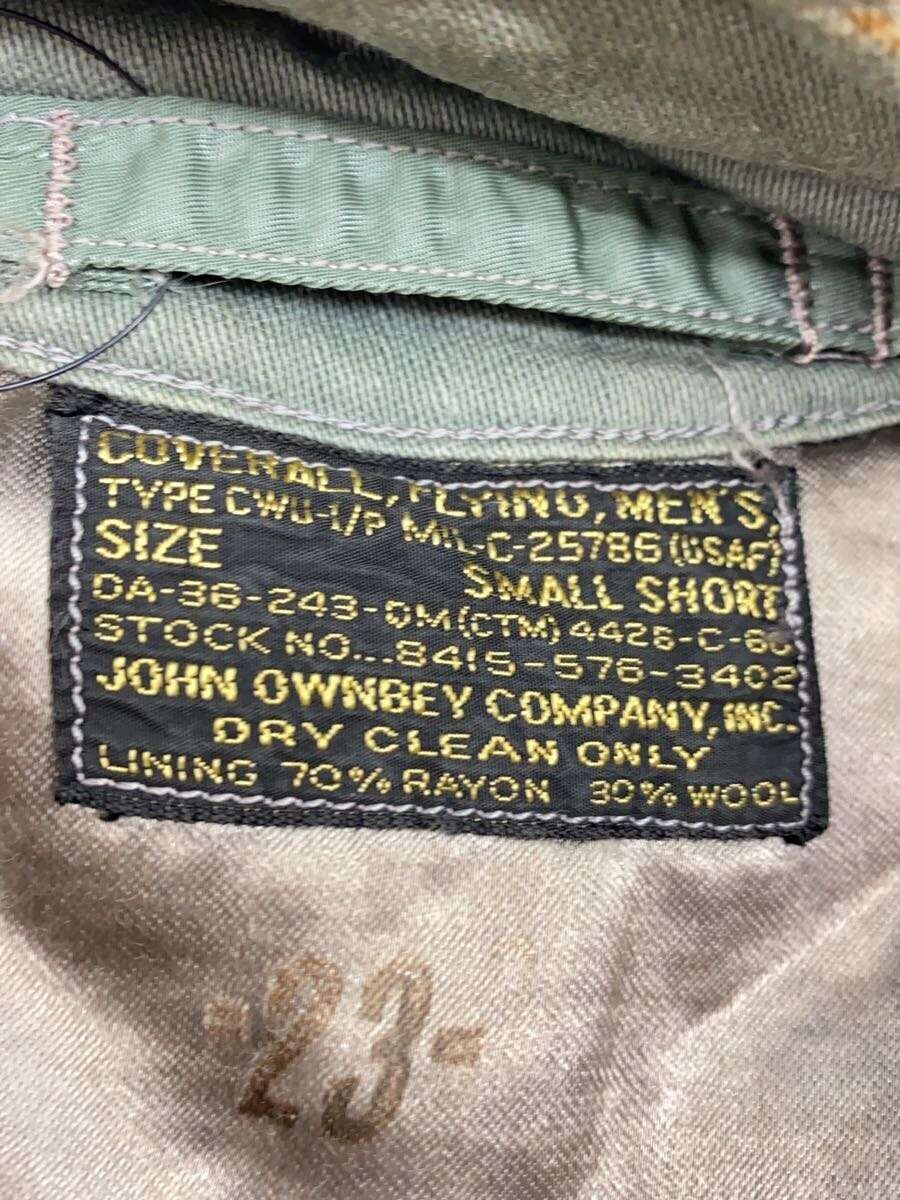 COVERALL, FLYING, MEN'S,
TYPE CWU-1/P MIL-C-25786 (USAF)
SIZE SMALL SHORT
DA-36-243-QM(CTM) 4426-C-60
STOCK NO...8415-576-3402
JOHN OWNBEY COMPANY, INC.
DRY CLEAN ONLY
LINING 70% RAYON 30% WOOL
-23-